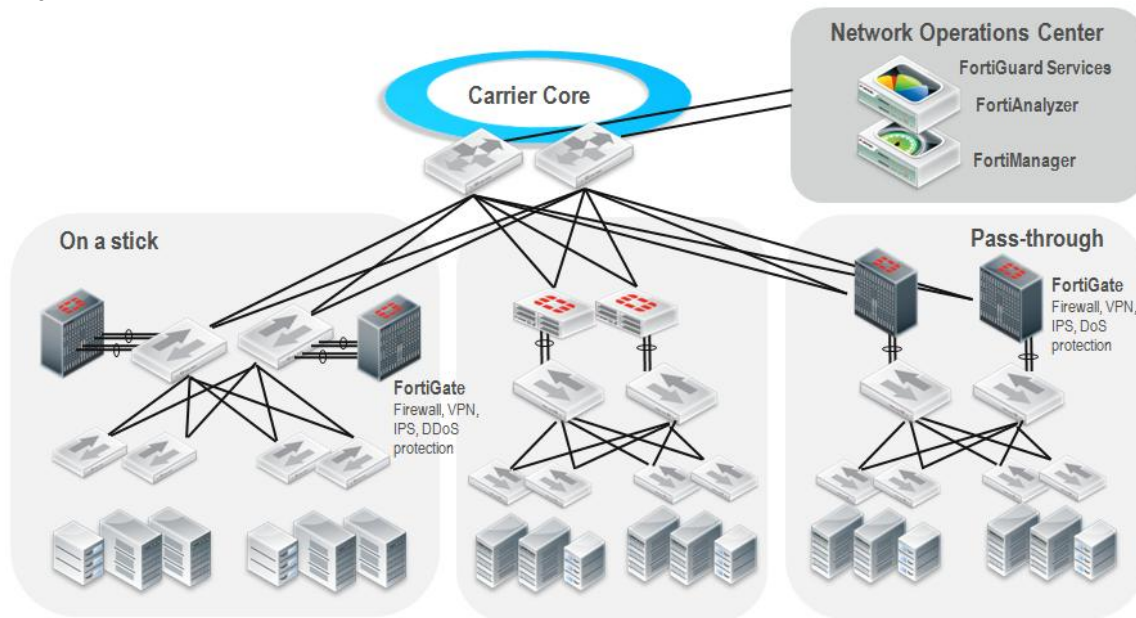 Network Operations Center
FortiGuard Services
FortiAnalyzer
FortiManager
Carrier Core
On a stick
FortiGate
Firewall, VPN,
IPS, DDoS
protection
Pass-through
FortiGate
Firewall, VPN,
IPS, DoS
protection